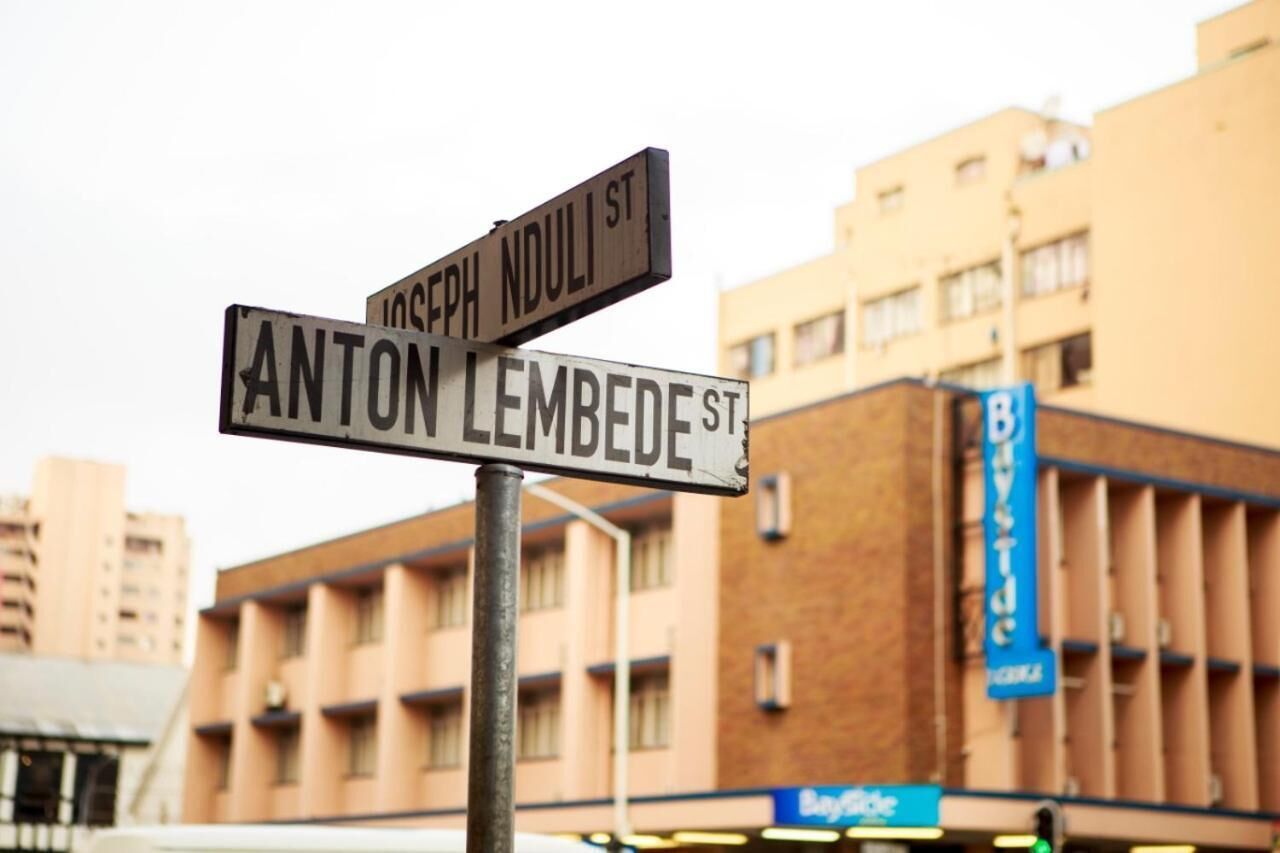 JOSEPH NDULI ST
ANTON LEMBEDE ST
Bayside
BaySide